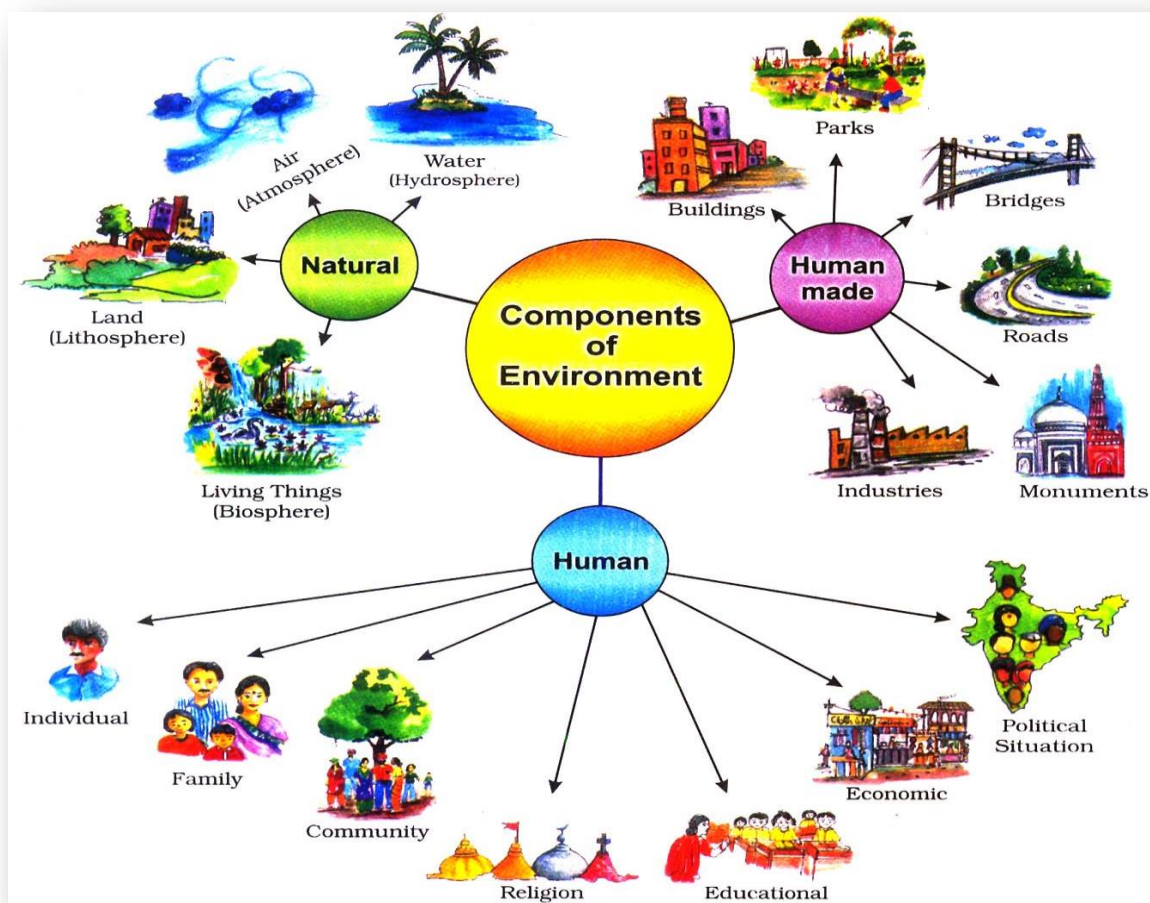 Components
of
Environment
Natural
Air
(Atmosphere)
Water
(Hydrosphere)
Land
(Lithosphere)
Living Things
(Biosphere)
Human
made
Parks
Buildings
Bridges
Roads
Industries
Monuments
Human
Individual
Family
Community
Religion
Educational
Economic
Political
Situation